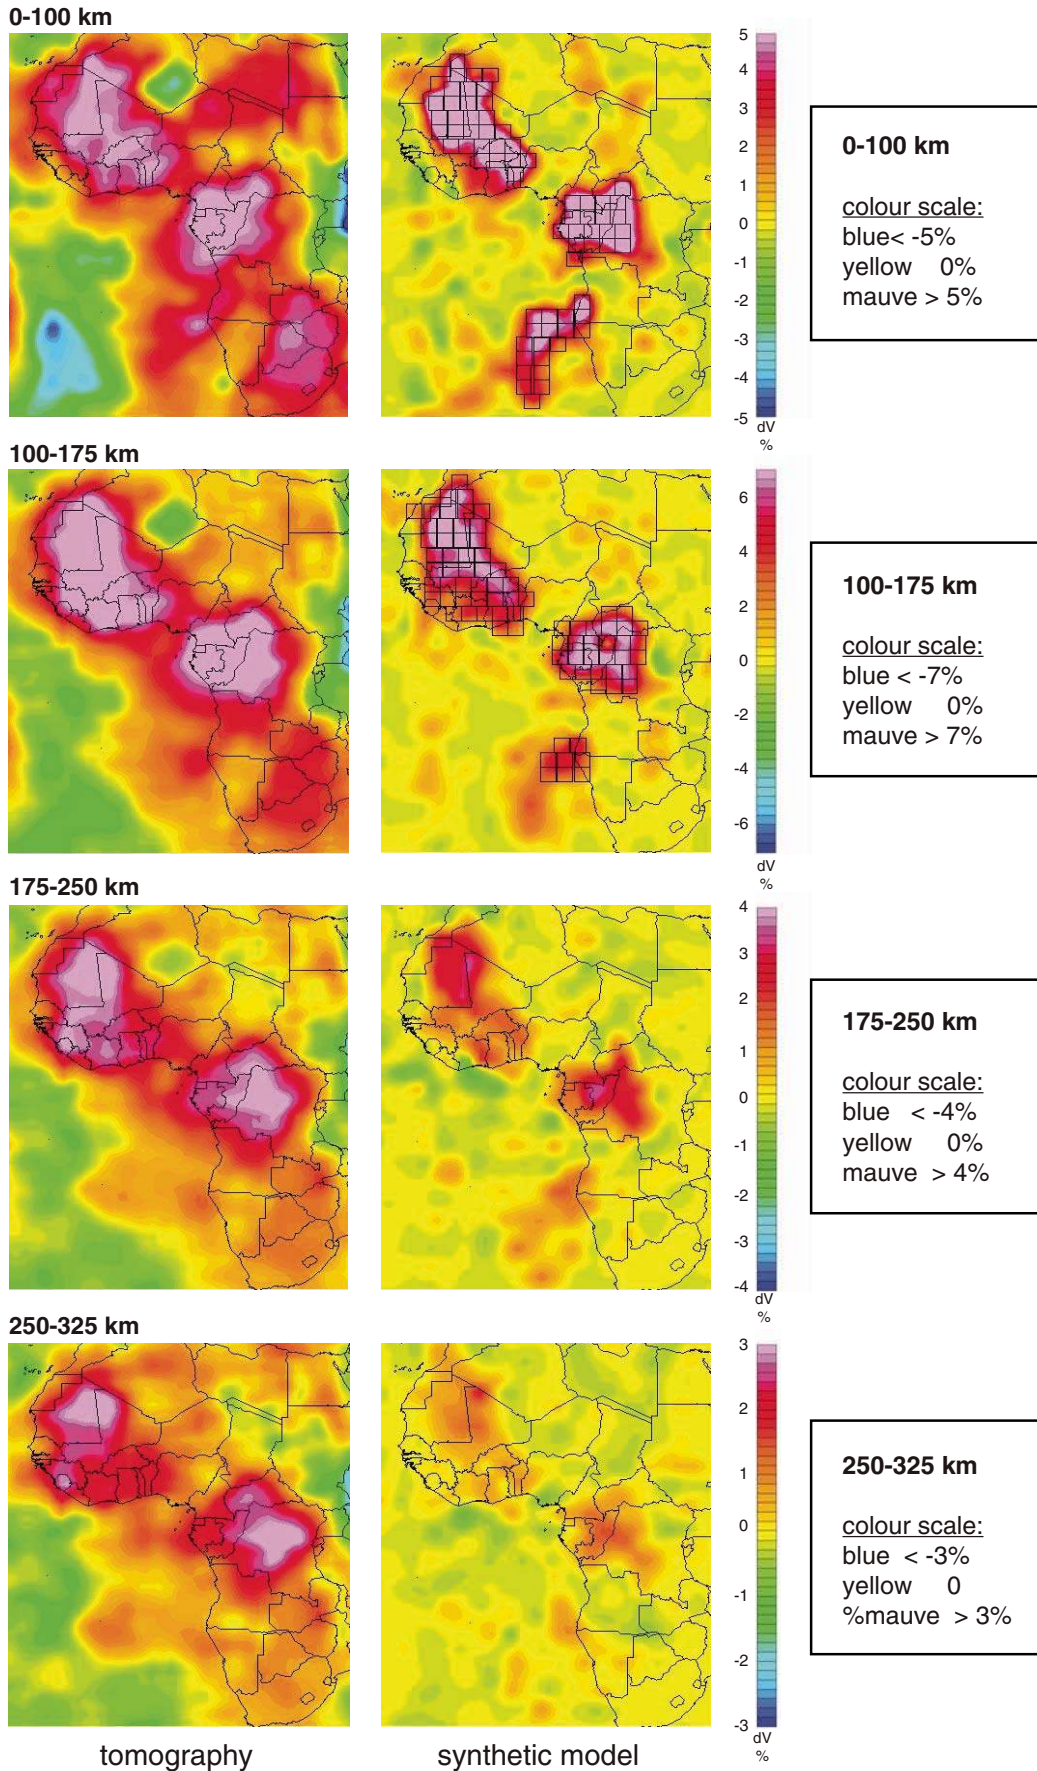 0-100 km
5
4
3
2
1
0
-1
-2
-3
-4
-5
dV
%
0-100 km
colour scale:
blue< -5%
yellow 0%
mauve > 5%
100-175 km
6
4
2
0
-2
-4
-6
dV
%
100-175 km
colour scale:
blue < -7%
yellow 0%
mauve > 7%
175-250 km
4
3
2
1
0
-1
-2
-3
-4
dV
%
175-250 km
colour scale:
blue < -4%
yellow 0%
mauve > 4%
250-325 km
3
2
1
0
-1
-2
-3
dV
%
250-325 km
colour scale:
blue < -3%
yellow 0
%mauve > 3%
tomography
synthetic model